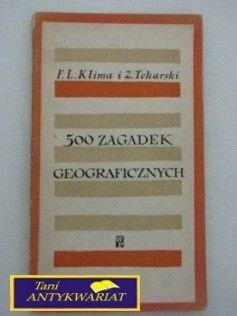 F. L. Klima i Z. Tokarski
500 ZAGADEK
GEOGRAFICZNYCH
Tani
ANTYKWARIAT